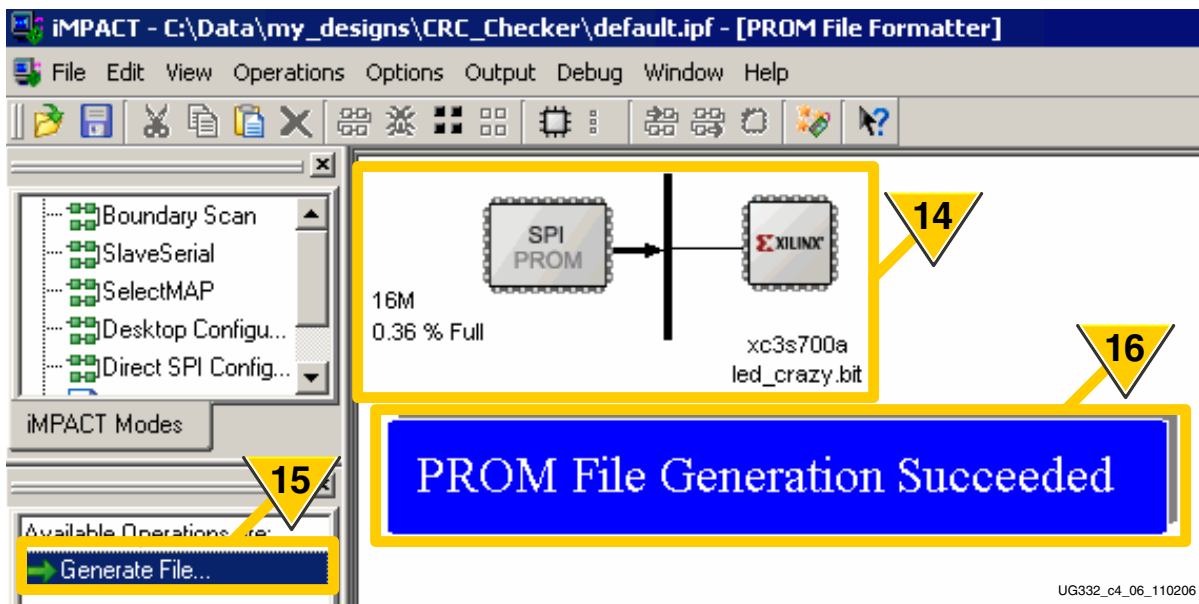 iMPACT - C:\Data\my_designs\CRC_Checker\default.ipf - [PROM File Formatter]
File Edit View Operations Options Output Debug Window Help
Boundary Scan
SlaveSerial
SelectMAP
Desktop Configu...
Direct SPI Config...
iMPACT Modes
SPI
PROM
16M
0.36 % Full
XILINX
xc3s700a
led_crazy.bit
14
16
PROM File Generation Succeeded
15
Available Operations are:
Generate File...
UG332_c4_06_110206